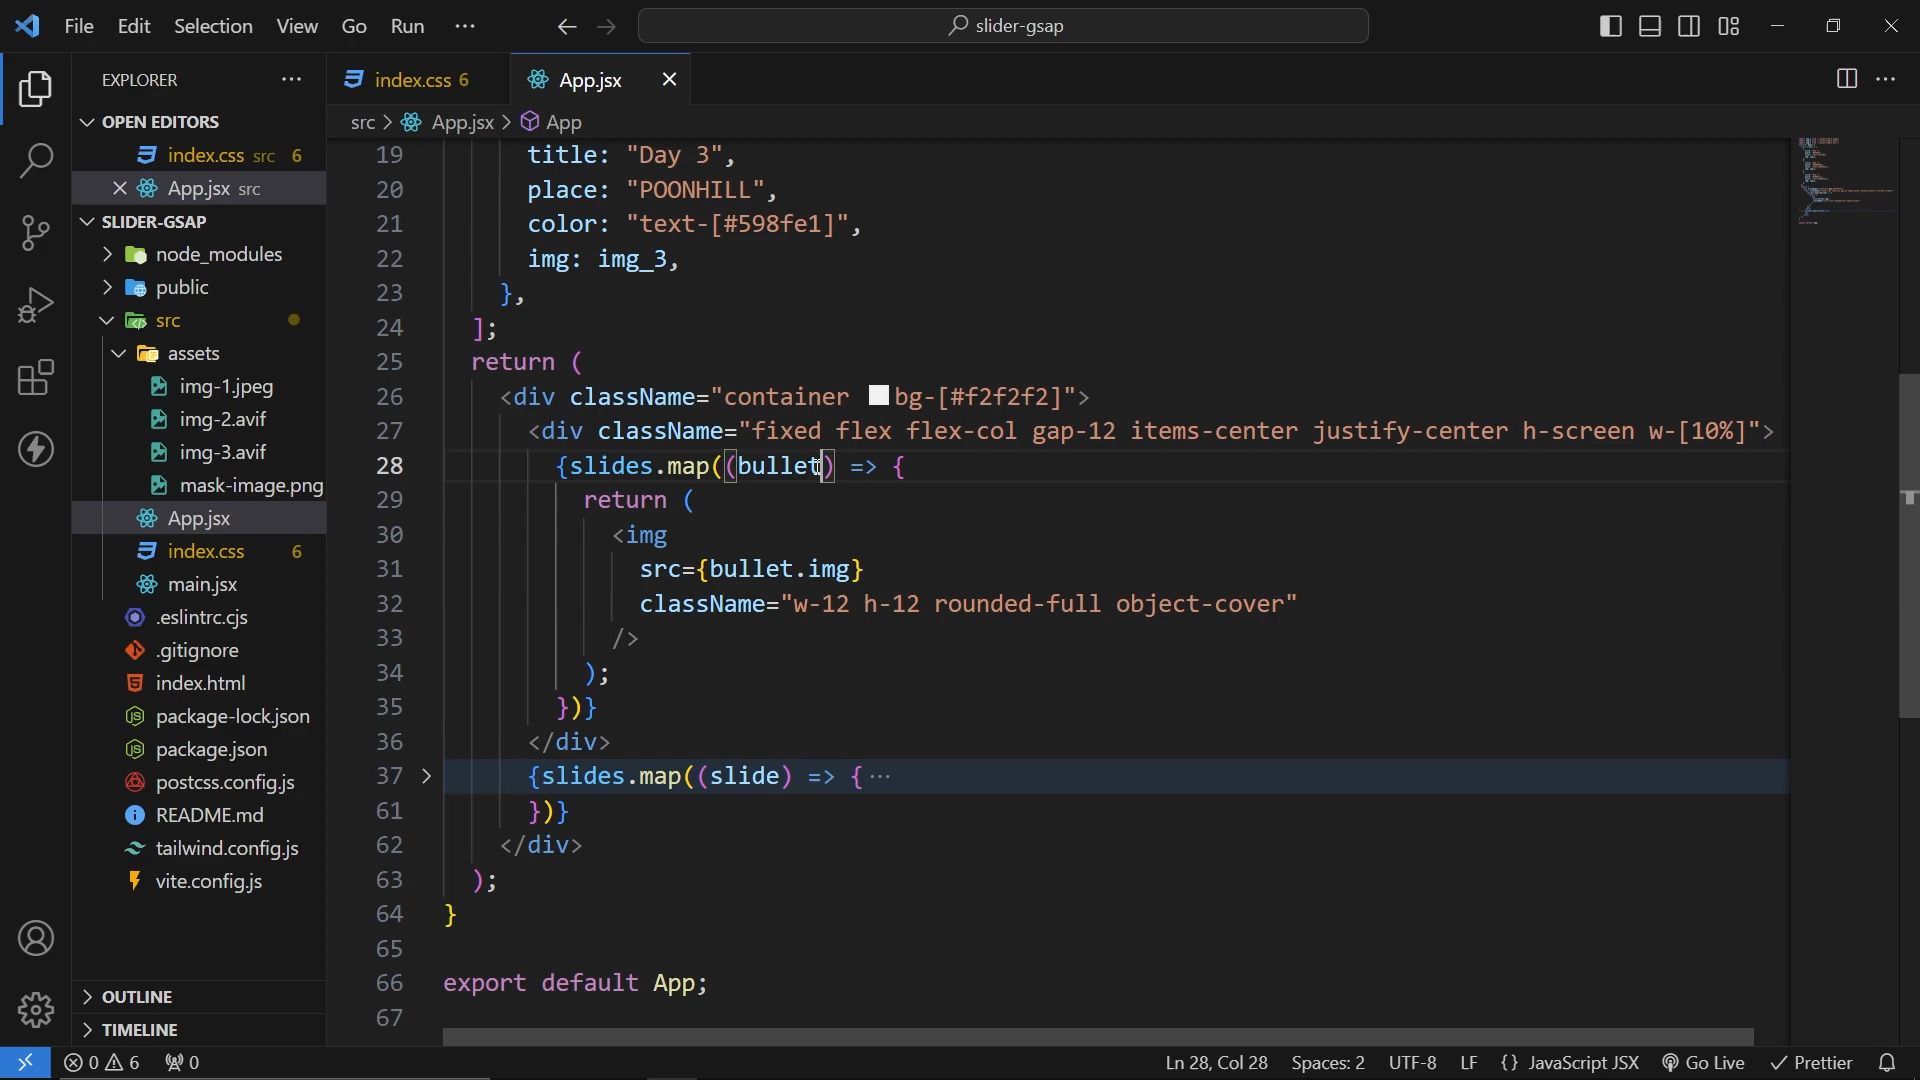 File Edit Selection View Go Run ··· slider-gsap
EXPLORER
OPEN EDITORS
index.css src 6
App.jsx src
SLIDER-GSAP
node_modules
public
src
assets
img-1.jpeg
img-2.avif
img-3.avif
mask-image.png
App.jsx
index.css 6
main.jsx
.eslintrc.cjs
.gitignore
index.html
package-lock.json
package.json
postcss.config.js
README.md
tailwind.config.js
vite.config.js
OUTLINE
TIMELINE
index.css 6 App.jsx
src > App.jsx > App
19 title: "Day 3",
20 place: "POONHILL",
21 color: "text-[#598fe1]",
22 img: img_3,
23 },
24 ];
25 return (
26 <div className="container bg-[#f2f2f2]">
27 <div className="fixed flex flex-col gap-12 items-center justify-center h-screen w-[10%]">
28 {slides.map((bullet) => {
29 return (
30 <img
31 src={bullet.img}
32 className="w-12 h-12 rounded-full object-cover"
33 />
34 );
35 })}
36 </div>
37 {slides.map((slide) => {···
61 })}
62 </div>
63 );
64 }
65
66 export default App;
67
0 6 0 Ln 28, Col 28 Spaces: 2 UTF-8 LF {} JavaScript JSX Go Live Prettier